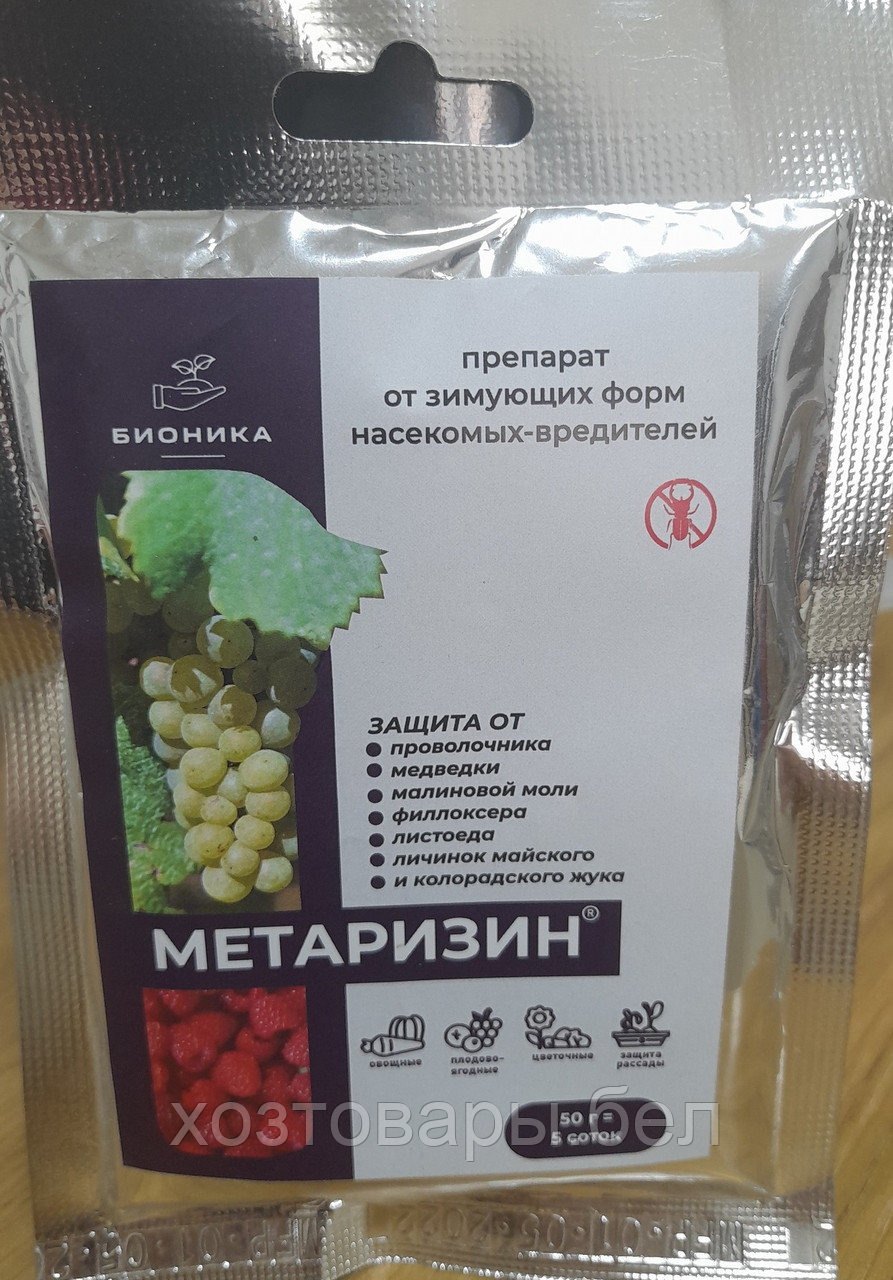 БИОНИКА
препарат
от зимующих форм
насекомых-вредителей
ЗАЩИТА ОТ
проволочника
медведки
малиновой моли
филлоксера
листоеда
личинок майского
и колорадского жука
МЕТАРИЗИН®
овощные
плодово-
ягодные
цветочные
защита
рассады
50 г =
5 соток
хозтовары.бел